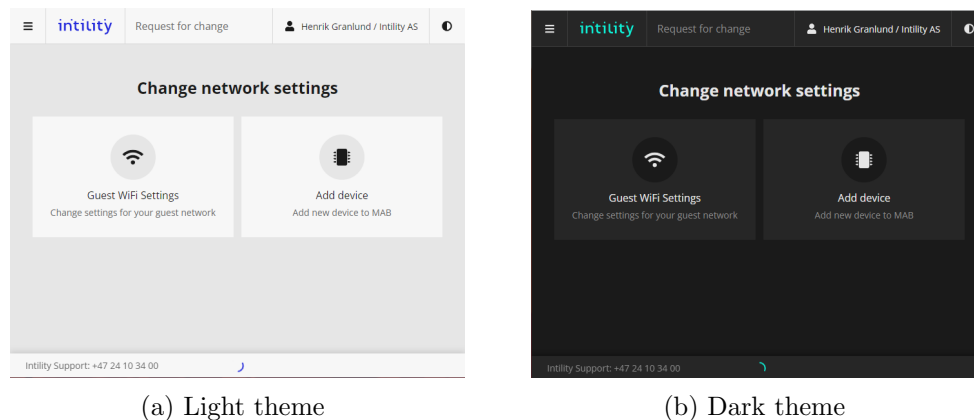 intility Request for change Henrik Granlund / Intility AS
Change network settings
Guest WiFi Settings
Change settings for your guest network
Add device
Add new device to MAB
Intility Support: +47 24 10 34 00
(a) Light theme
intility Request for change Henrik Granlund / Intility AS
Change network settings
Guest WiFi Settings
Change settings for your guest network
Add device
Add new device to MAB
Intility Support: +47 24 10 34 00
(b) Dark theme